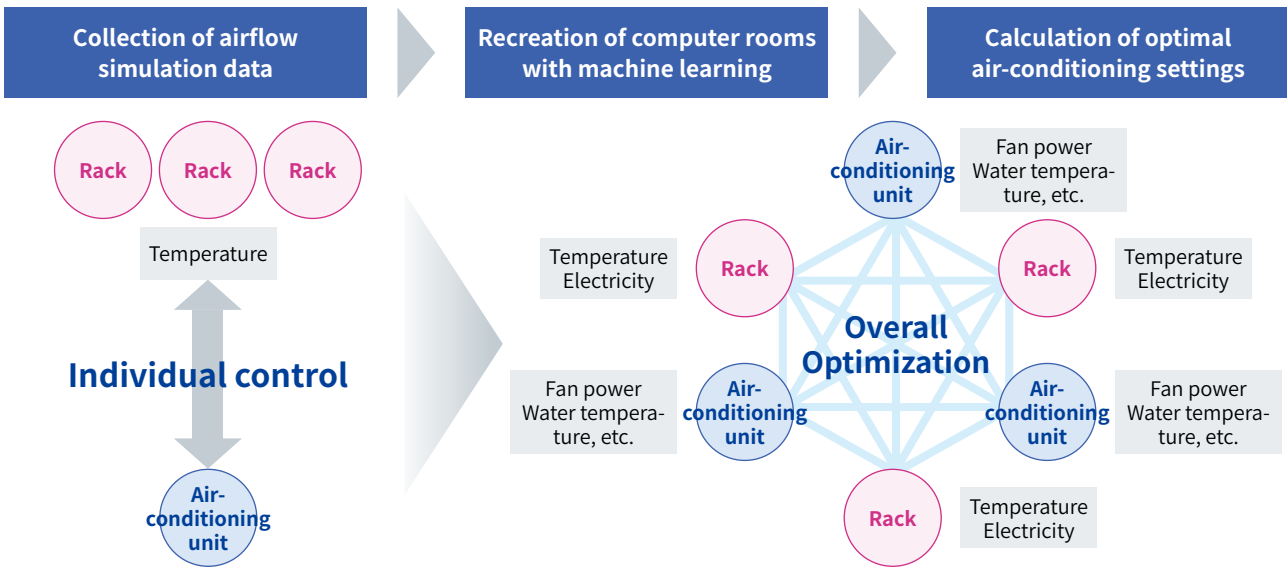 Collection of airflow
simulation data
Recreation of computer rooms
with machine learning
Calculation of optimal
air-conditioning settings
Rack
Rack
Rack
Temperature
Individual control
Air-
conditioning
unit
Air-
conditioning
unit
Fan power
Water tempera-
ture, etc.
Temperature
Electricity
Rack
Rack
Temperature
Electricity
Overall
Optimization
Fan power
Water tempera-
ture, etc.
Air-
conditioning
unit
Air-
conditioning
unit
Fan power
Water tempera-
ture, etc.
Rack
Temperature
Electricity